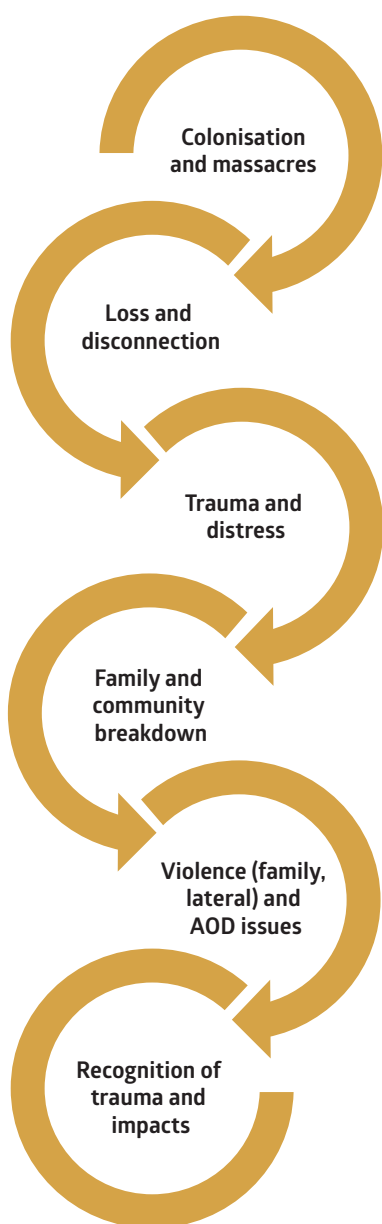 Colonisation
and massacres
Loss and
disconnection
Trauma and
distress
Family and
community
breakdown
Violence (family,
lateral) and
AOD issues
Recognition of
trauma and
impacts